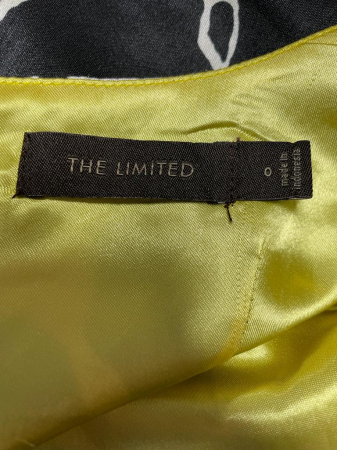 THE LIMITED
0
made in
indonesia